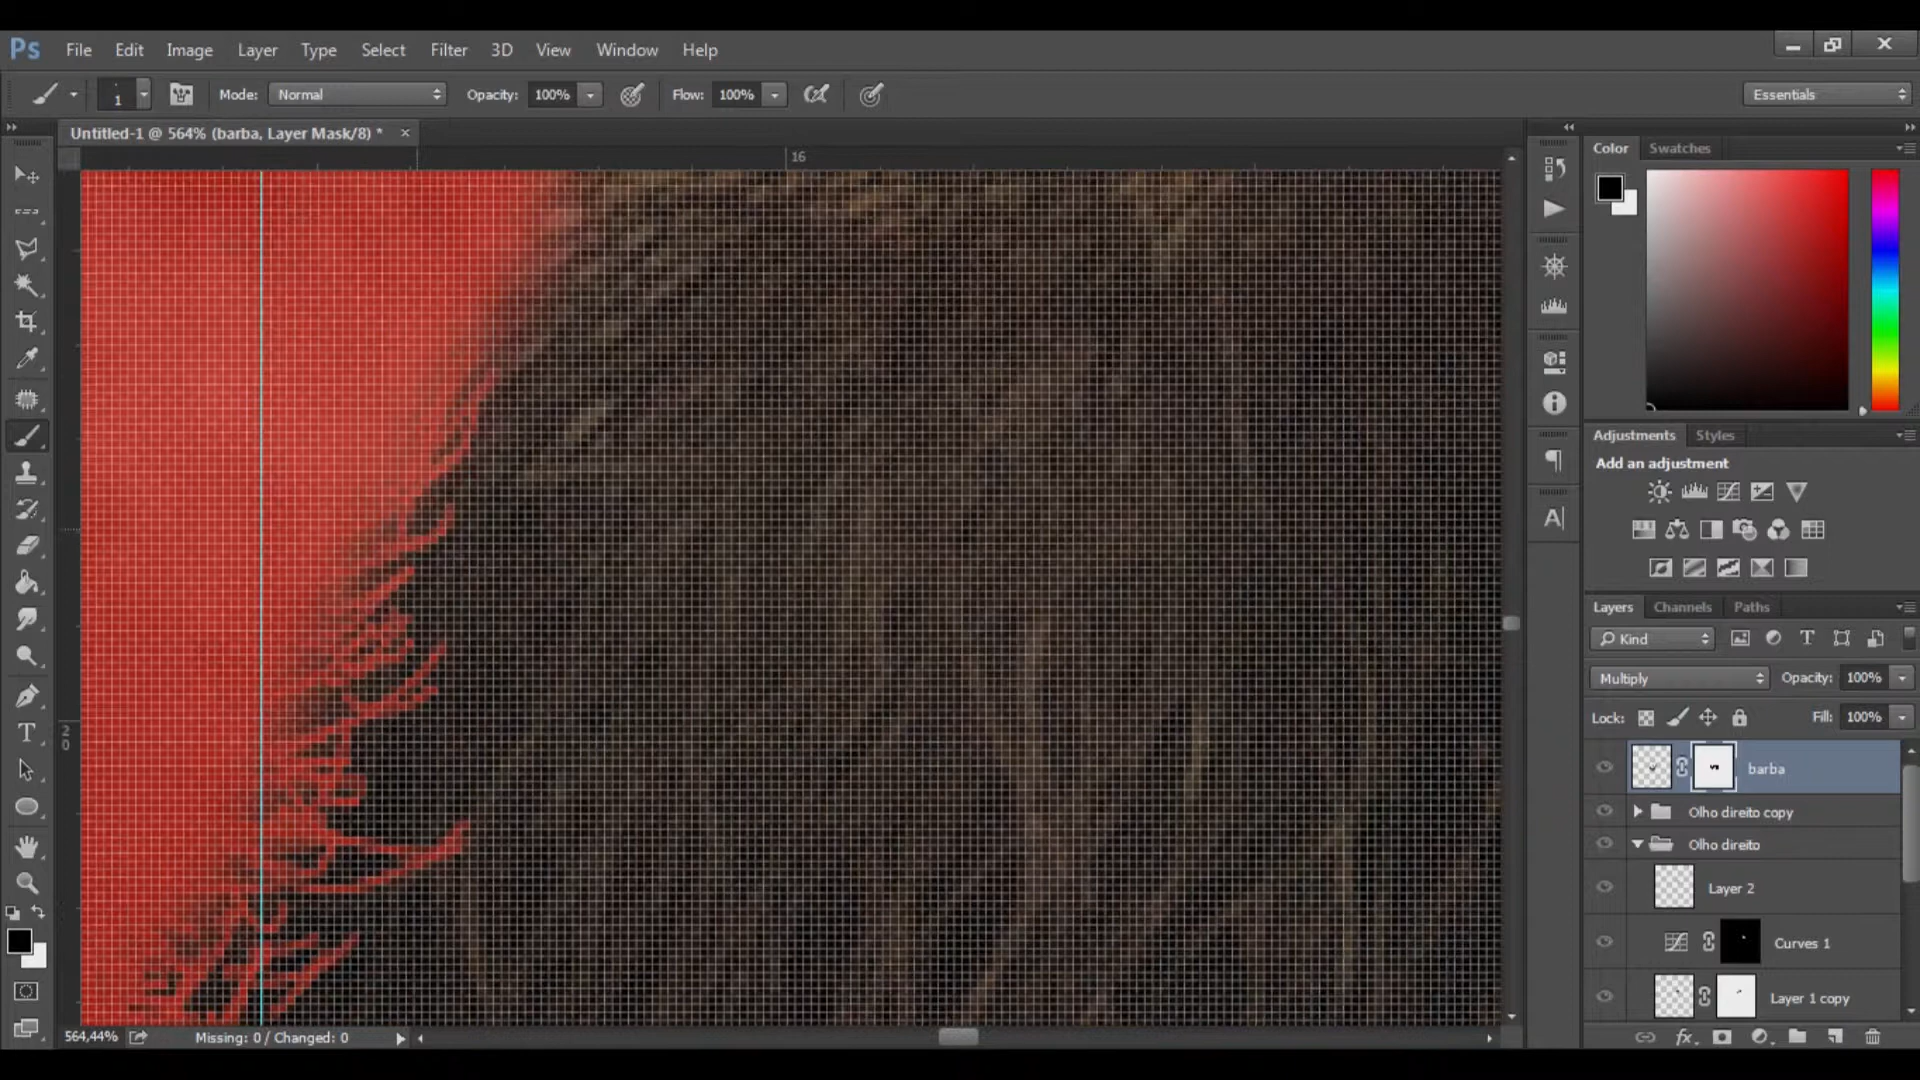 Ps File Edit Image Layer Type Select Filter 3D View Window Help
1 Mode: Normal Opacity: 100% Flow: 100% Essentials
Untitled-1 @ 564% (barba, Layer Mask/8) *
16
20
Color Swatches
Adjustments Styles
Add an adjustment
Layers Channels Paths
Kind
Multiply Opacity: 100%
Lock: Fill: 100%
barba
Olho direito copy
Olho direito
Layer 2
Curves 1
Layer 1 copy
564,44% Missing: 0 / Changed: 0